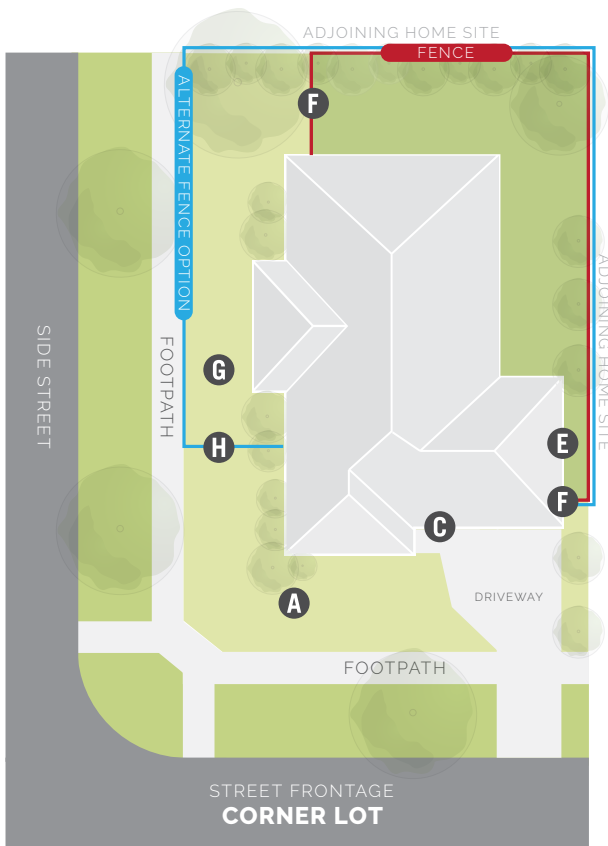 ADJOINING HOME SITE
FENCE
F
ALTERNATE FENCE OPTION
ADJOINING HOME SITE
SIDE STREET
FOOTPATH
G
H
E
F
C
A
DRIVEWAY
FOOTPATH
STREET FRONTAGE
CORNER LOT